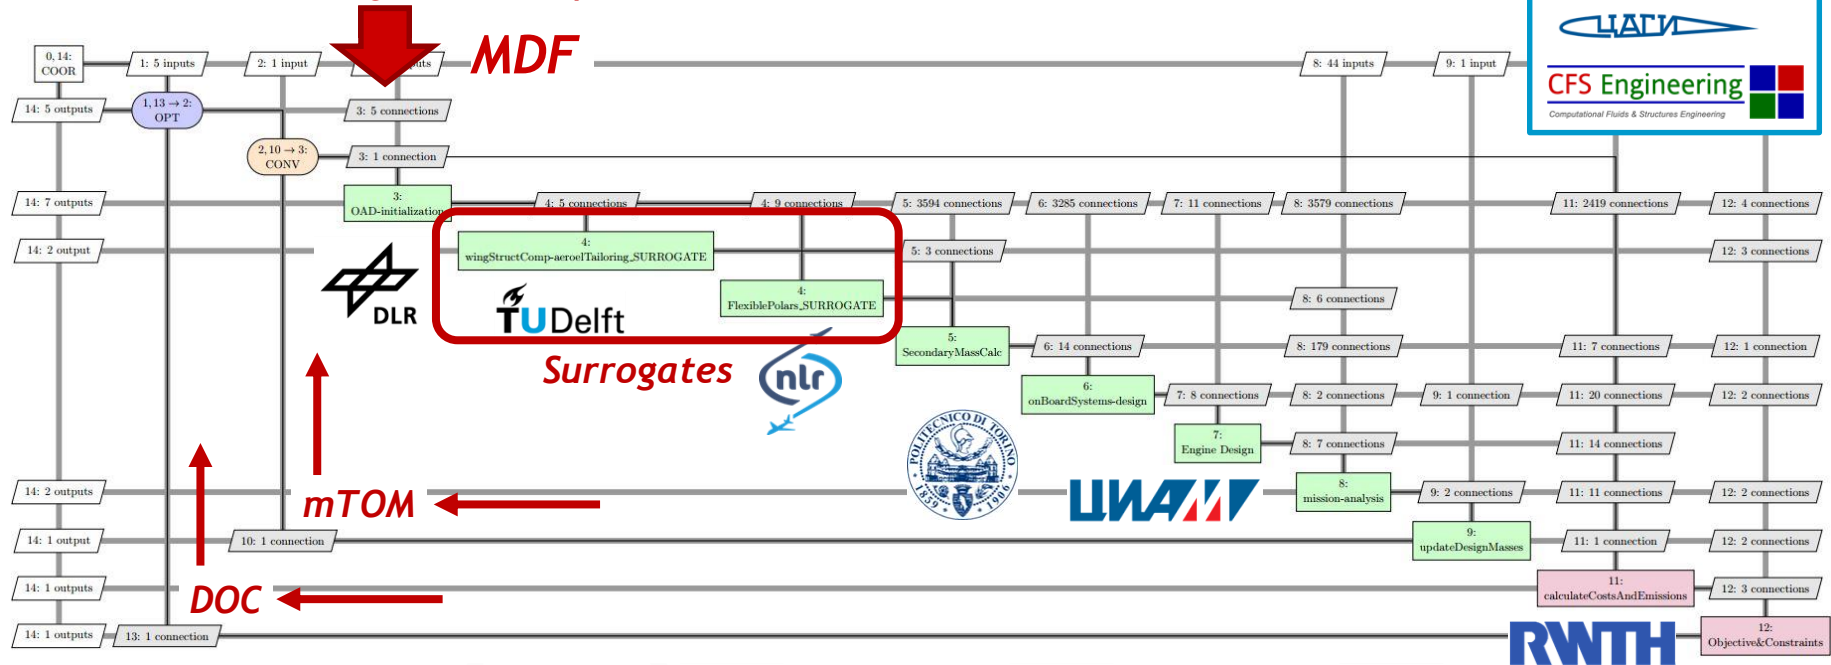 MDF
ЦАГИ
CFS Engineering
Computational Fluids & Structures Engineering
0, 14:
COOR
1: 5 inputs
2: 1 input
8: 44 inputs
9: 1 input
14: 5 outputs
1, 13 → 2:
OPT
3: 5 connections
2, 10 → 3:
CONV
3: 1 connection
14: 7 outputs
3:
OAD-initialization
4: 5 connections
4: 9 connections
5: 3594 connections
6: 3285 connections
7: 11 connections
8: 3579 connections
11: 2419 connections
12: 4 connections
14: 2 output
4:
wingStructComp-aeroelTailoring_SURROGATE
5: 3 connections
12: 3 connections
DLR
TU Delft
4:
FlexiblePolars_SURROGATE
8: 6 connections
Surrogates
nlr
5:
SecondaryMassCalc
6: 14 connections
8: 179 connections
11: 7 connections
12: 1 connection
6:
onBoardSystems-design
7: 8 connections
8: 2 connections
9: 1 connection
11: 20 connections
12: 2 connections
POLITECNICO DI TORINO
1859
1906
7:
Engine Design
8: 7 connections
11: 14 connections
14: 2 outputs
mTOM
ЦИАМ
8:
mission-analysis
9: 2 connections
11: 11 connections
12: 2 connections
14: 1 output
10: 1 connection
9:
updateDesignMasses
11: 1 connection
12: 2 connections
14: 1 outputs
DOC
11:
calculateCostsAndEmissions
12: 3 connections
14: 1 outputs
13: 1 connection
RWTH
12:
Objective&Constraints